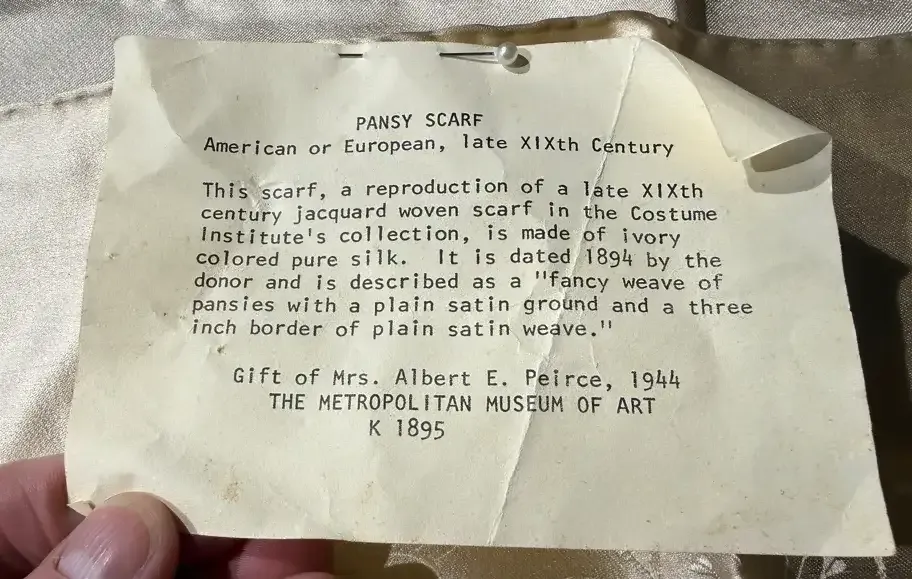 PANSY SCARF
American or European, late XIXth Century
This scarf, a reproduction of a late XIXth
century jacquard woven scarf in the Costume
Institute's collection, is made of ivory
colored pure silk. It is dated 1894 by the
donor and is described as a "fancy weave of
pansies with a plain satin ground and a three
inch border of plain satin weave."
Gift of Mrs. Albert E. Peirce, 1944
THE METROPOLITAN MUSEUM OF ART
K 1895